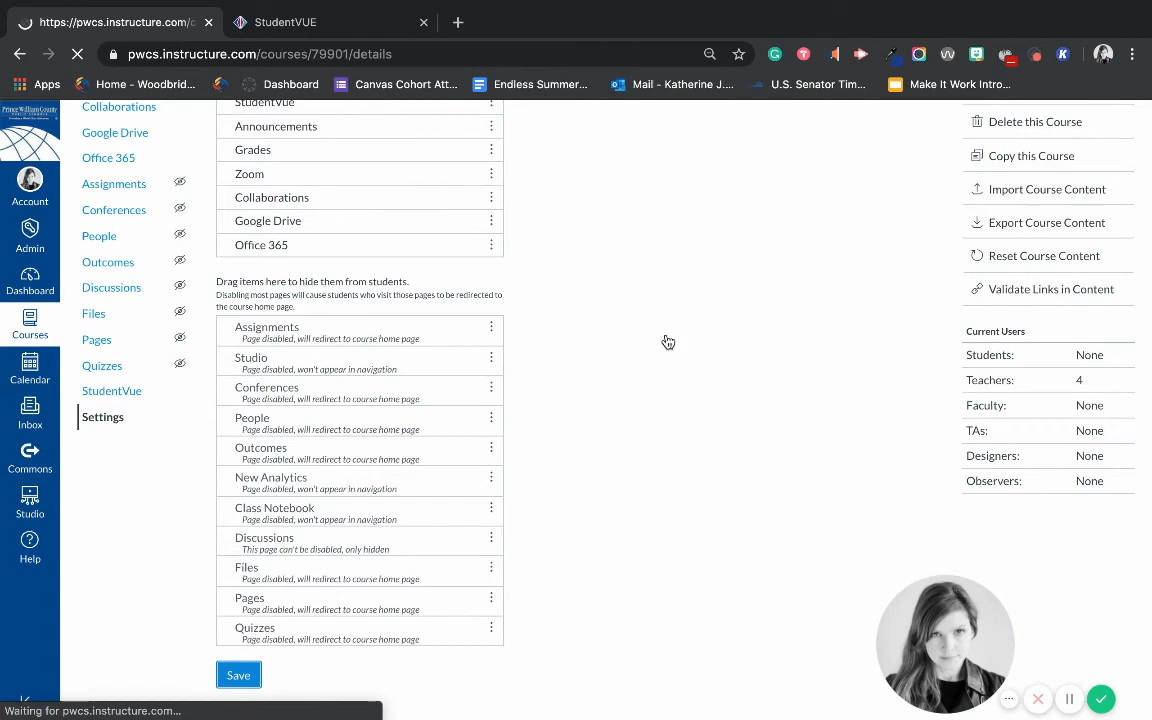 https://pwcs.instructure.com/c
StudentVUE
pwcs.instructure.com/courses/79901/details
Apps
Home - Woodbrid...
Dashboard
Canvas Cohort Att...
Endless Summer...
Mail - Katherine J....
U.S. Senator Tim...
Make It Work Intro...
Prince William County
Account
Admin
Dashboard
Courses
Calendar
Inbox
Commons
Studio
Help
Collaborations
Google Drive
Office 365
Assignments
Conferences
People
Outcomes
Discussions
Files
Pages
Quizzes
StudentVue
Settings
StudentVue
Announcements
Grades
Zoom
Collaborations
Google Drive
Office 365
Drag items here to hide them from students.
Disabling most pages will cause students who visit those pages to be redirected to
the course home page.
Assignments
Page disabled, will redirect to course home page
Studio
Page disabled, won't appear in navigation
Conferences
Page disabled, will redirect to course home page
People
Page disabled, will redirect to course home page
Outcomes
Page disabled, will redirect to course home page
New Analytics
Page disabled, won't appear in navigation
Class Notebook
Page disabled, won't appear in navigation
Discussions
This page can't be disabled, only hidden
Files
Page disabled, will redirect to course home page
Pages
Page disabled, will redirect to course home page
Quizzes
Page disabled, will redirect to course home page
Save
Delete this Course
Copy this Course
Import Course Content
Export Course Content
Reset Course Content
Validate Links in Content
Current Users
Students: None
Teachers: 4
Faculty: None
TAs: None
Designers: None
Observers: None
Waiting for pwcs.instructure.com...